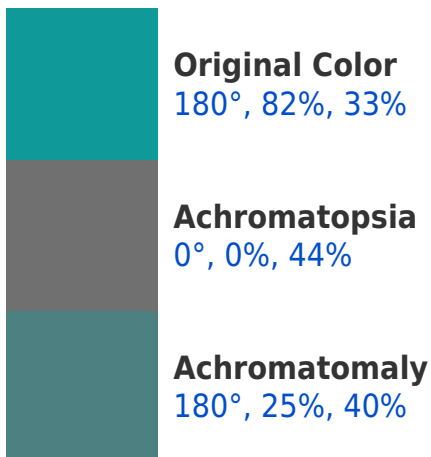 Original Color
180°, 82%, 33%
Achromatopsia
0°, 0%, 44%
Achromatomaly
180°, 25%, 40%